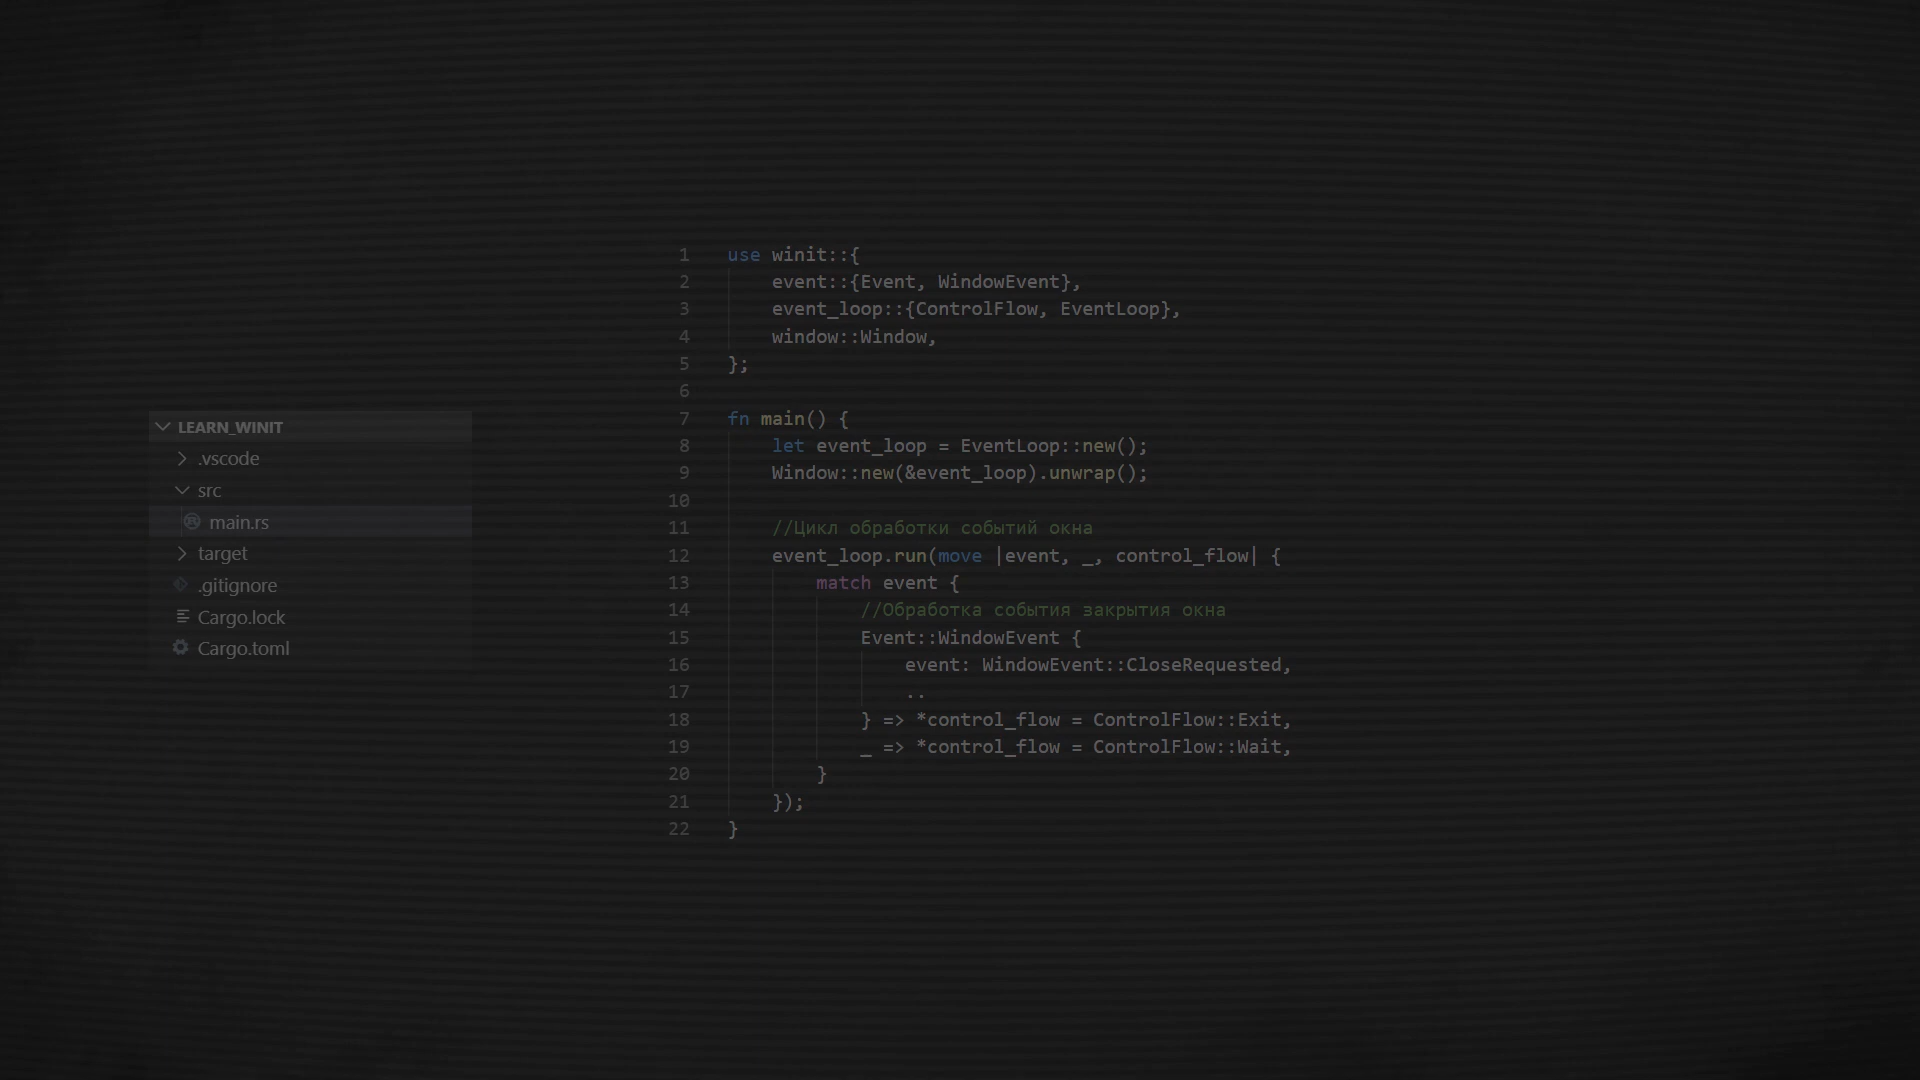 LEARN_WINIT
.vscode
src
main.rs
target
.gitignore
Cargo.lock
Cargo.toml
1 use winit::{
2     event::{Event, WindowEvent},
3     event_loop::{ControlFlow, EventLoop},
4     window::Window,
5 };
6
7 fn main() {
8     let event_loop = EventLoop::new();
9     Window::new(&event_loop).unwrap();
10
11     //Цикл обработки событий окна
12     event_loop.run(move |event, _, control_flow| {
13         match event {
14             //Обработка события закрытия окна
15             Event::WindowEvent {
16                 event: WindowEvent::CloseRequested,
17                 ..
18             } => *control_flow = ControlFlow::Exit,
19             _ => *control_flow = ControlFlow::Wait,
20         }
21     });
22 }